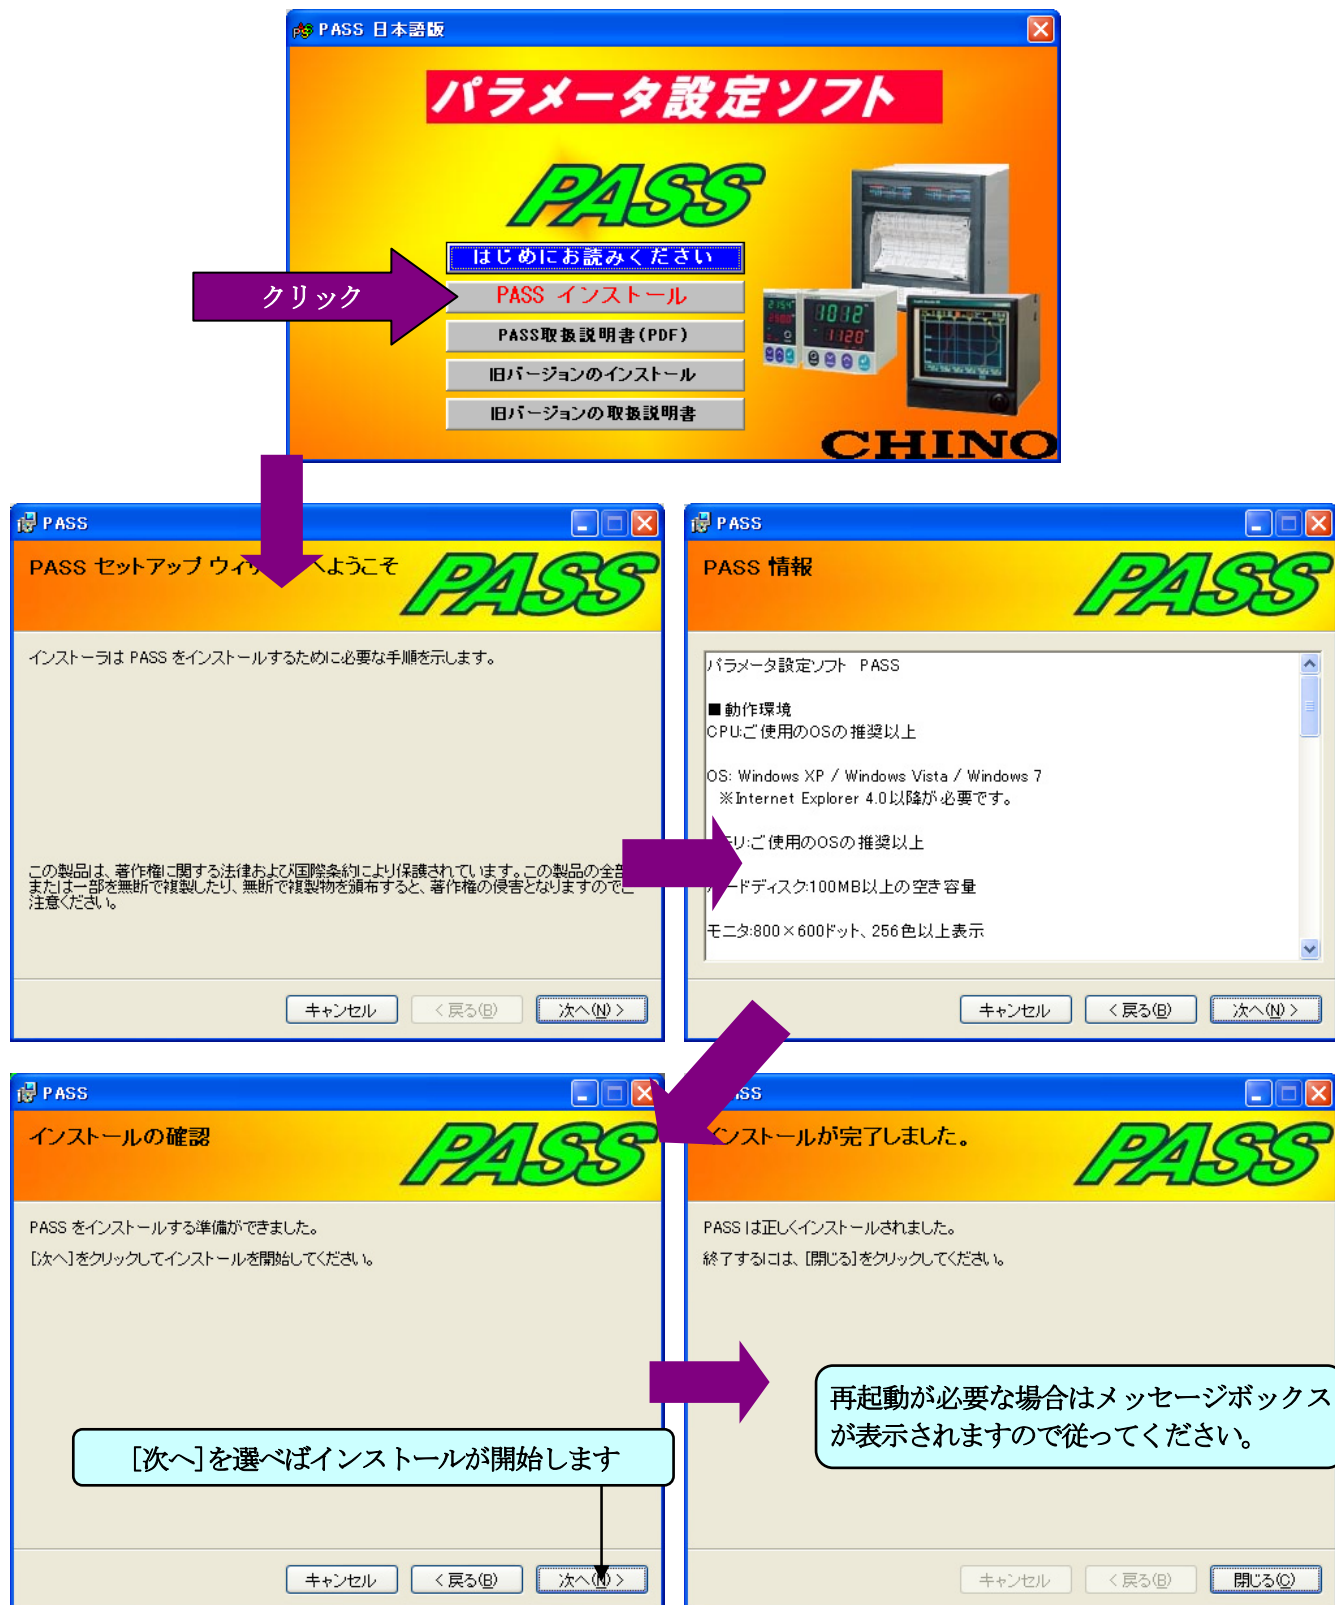 PASS 日本語版
パラメータ設定ソフト
PASS
はじめにお読みください
クリック
PASS インストール
PASS取扱説明書(PDF)
旧バージョンのインストール
旧バージョンの取扱説明書
CHINO
PASS
PASS セットアップ ウィ
へようこそ
PASS
インストーラは PASS をインストールするために必要な手順を示します。
この製品は、著作権に関する法律および国際条約により保護されています。この製品の全部
または一部を無断で複製したり、無断で複製物を頒布すると、著作権の侵害となりますのでご
注意ください。
キャンセル
< 戻る(B)
次へ(N) >
PASS
PASS 情報
PASS
パラメータ設定ソフト PASS
■動作環境
CPU:ご使用のOSの推奨以上
OS: Windows XP / Windows Vista / Windows 7
※Internet Explorer 4.0以降が必要です。
モリ:ご使用のOSの推奨以上
ードディスク:100MB以上の空き容量
モニタ:800×600ドット、256色以上表示
キャンセル
< 戻る(B)
次へ(N) >
PASS
インストールの確認
PASS
PASS をインストールする準備ができました。
[次へ]をクリックしてインストールを開始してください。
[次へ]を選べばインストールが開始します
キャンセル
< 戻る(B)
次へ(N) >
SS
インストールが完了しました。
PASS
PASS は正しくインストールされました。
終了するには、[閉じる]をクリックしてください。
再起動が必要な場合はメッセージボックス
が表示されますので従ってください。
キャンセル
< 戻る(B)
閉じる(C)